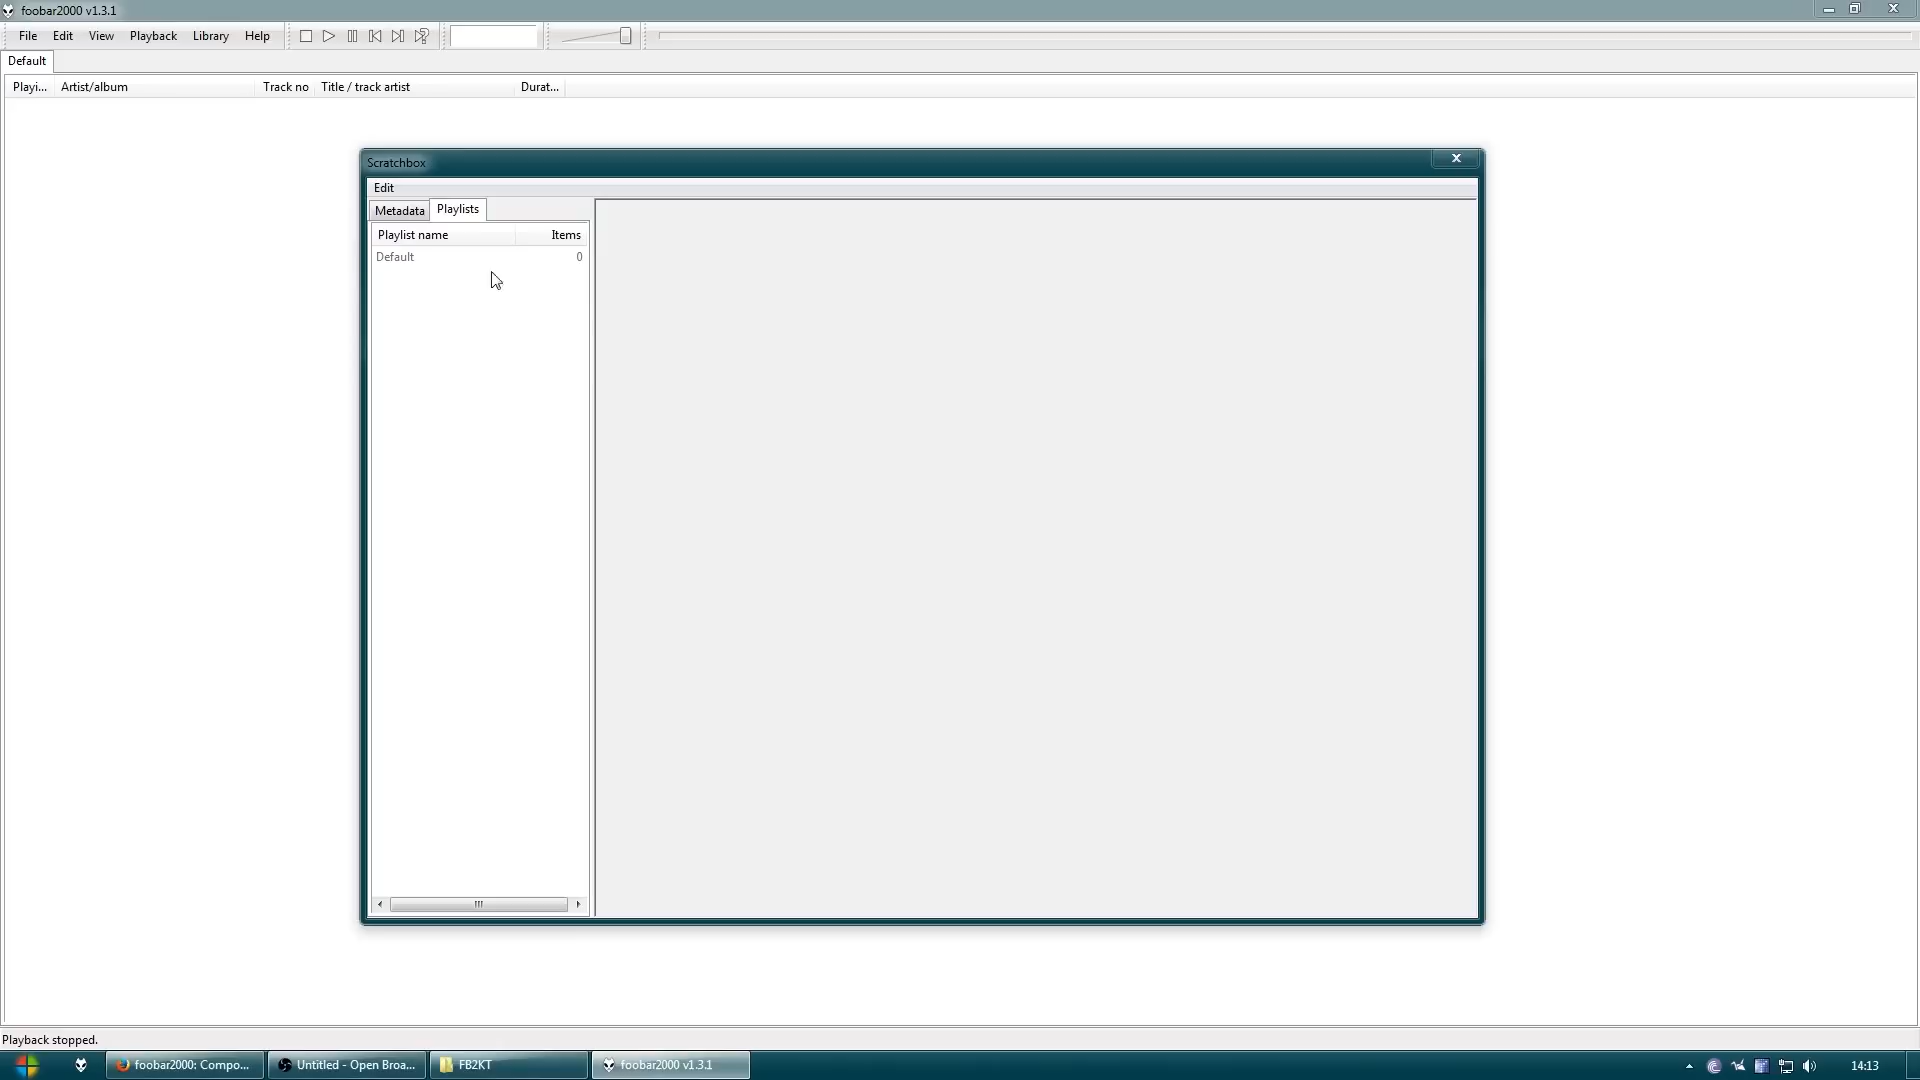 foobar2000 v1.3.1
File Edit View Playback Library Help
Default
Playi... Artist/album Track no Title / track artist Durat...
Scratchbox
Edit
Metadata Playlists
Playlist name Items
Default 0
Playback stopped.
foobar2000: Compo... Untitled - Open Broa... FB2KT foobar2000 v1.3.1 14:13